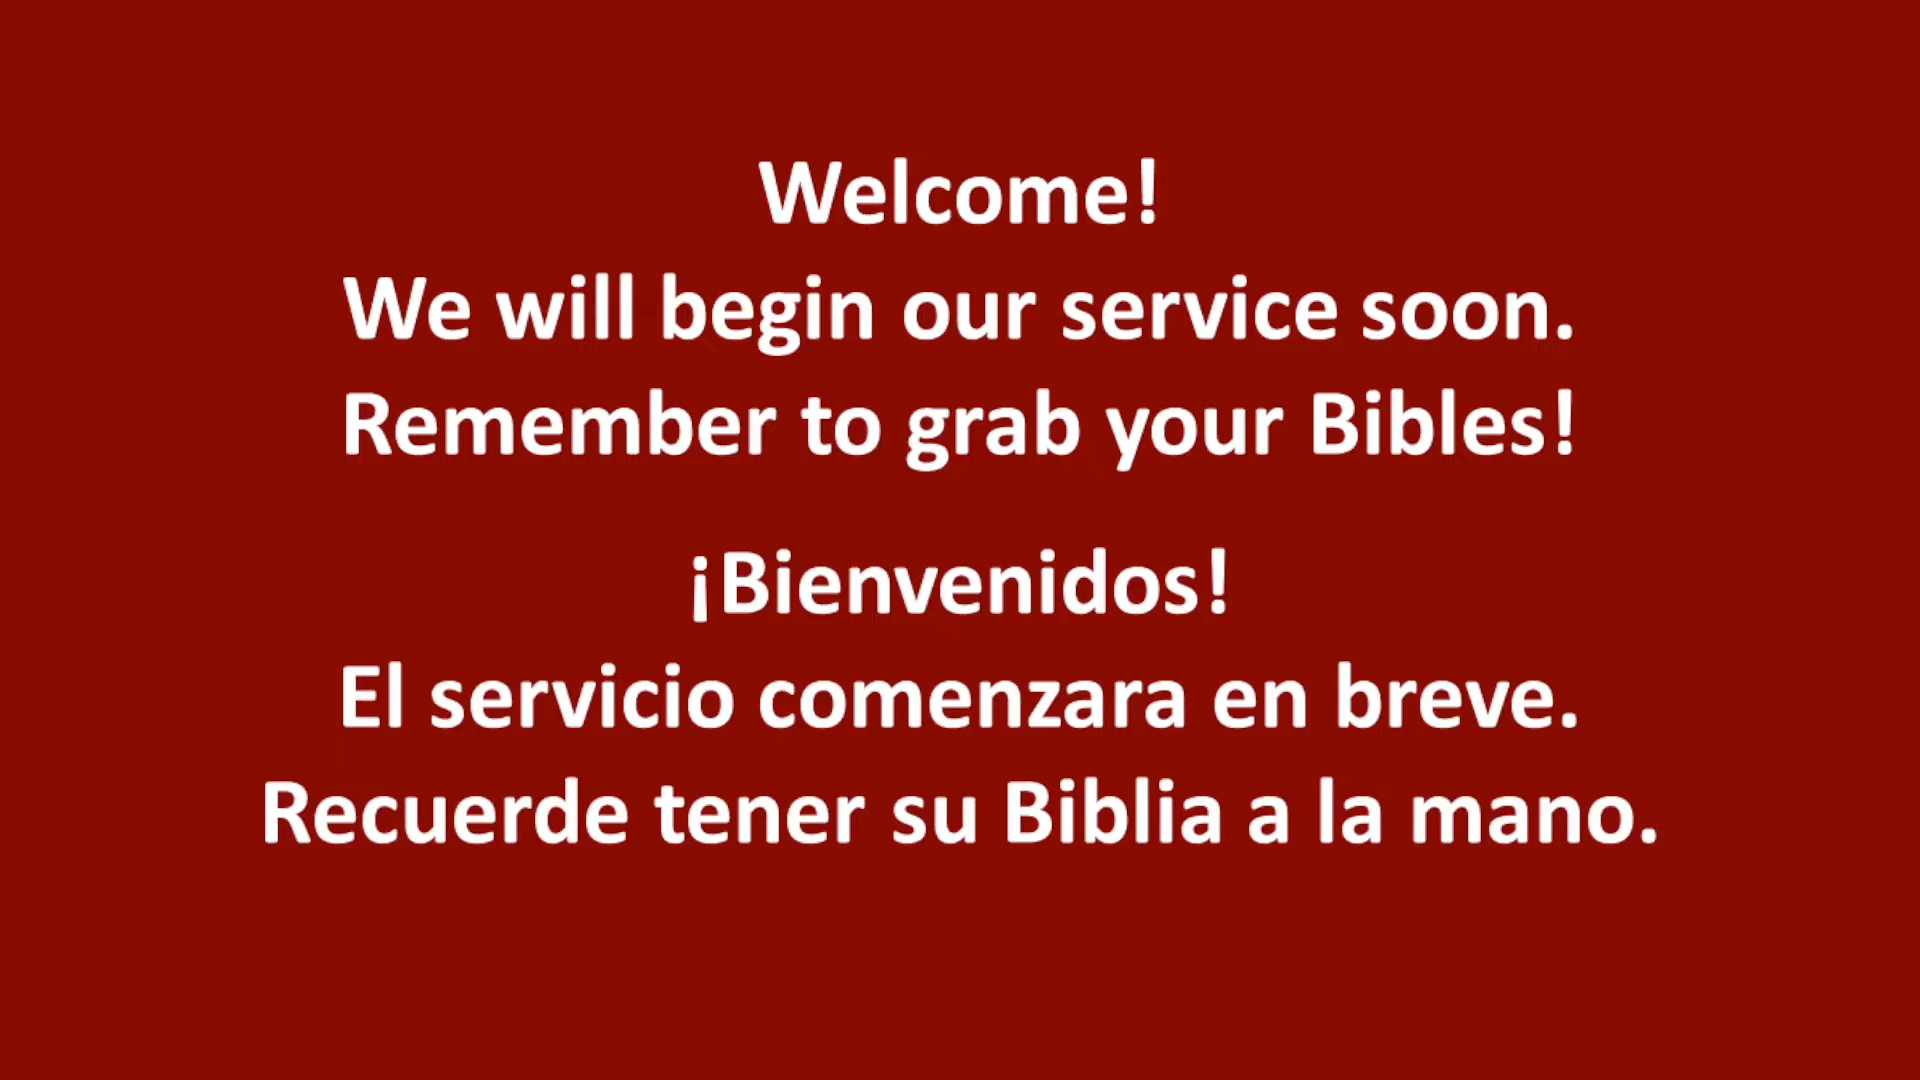 Welcome!
We will begin our service soon.
Remember to grab your Bibles!
¡Bienvenidos!
El servicio comenzara en breve.
Recuerde tener su Biblia a la mano.